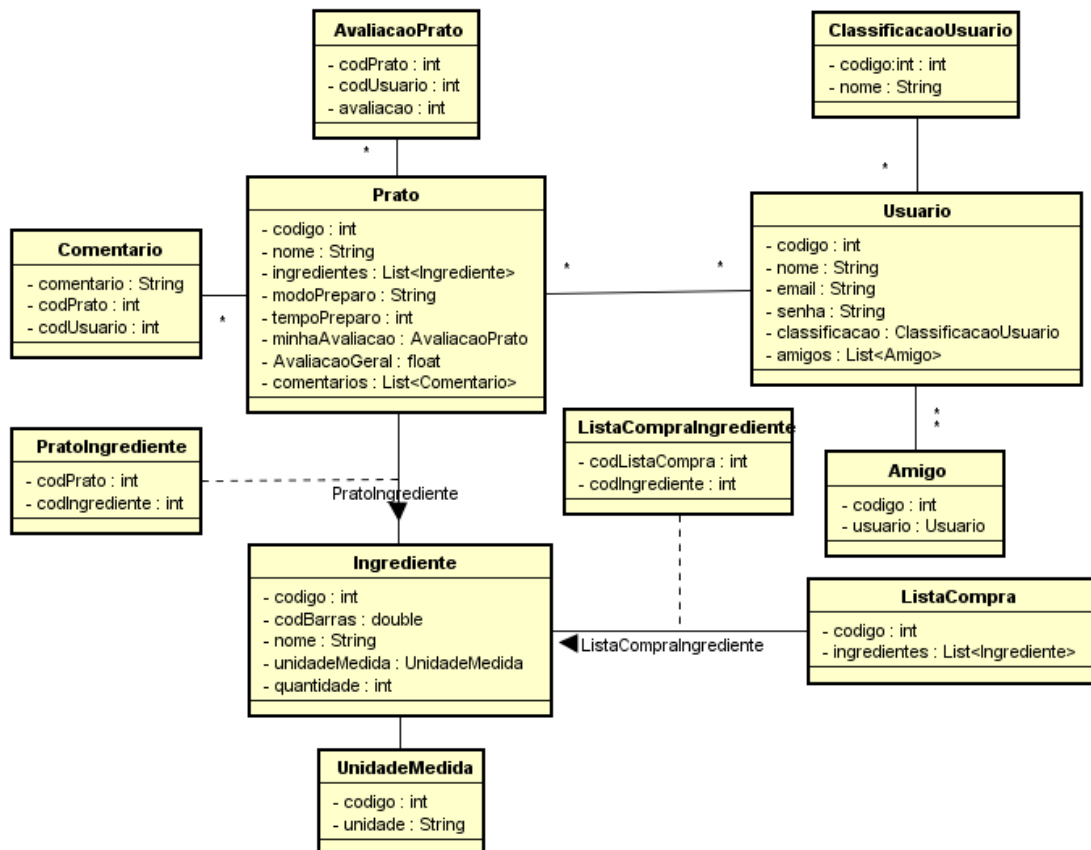 AvaliacaoPrato
- codPrato : int
- codUsuario : int
- avaliacao : int
*
ClassificacaoUsuario
- codigo:int : int
- nome : String
*
Prato
- codigo : int
- nome : String
- ingredientes : List<Ingrediente>
- modoPreparo : String
- tempoPreparo : int
- minhaAvaliacao : AvaliacaoPrato
- AvaliacaoGeral : float
- comentarios : List<Comentario>
*
*
Usuario
- codigo : int
- nome : String
- email : String
- senha : String
- classificacao : ClassificacaoUsuario
- amigos : List<Amigo>
Comentario
- comentario : String
- codPrato : int
- codUsuario : int
*
*
*
PratoIngrediente
- codPrato : int
- codIngrediente : int
PratoIngrediente
ListaCompraIngrediente
- codListaCompra : int
- codIngrediente : int
Amigo
- codigo : int
- usuario : Usuario
Ingrediente
- codigo : int
- codBarras : double
- nome : String
- unidadeMedida : UnidadeMedida
- quantidade : int
ListaCompraIngrediente
ListaCompra
- codigo : int
- ingredientes : List<Ingrediente>
UnidadeMedida
- codigo : int
- unidade : String